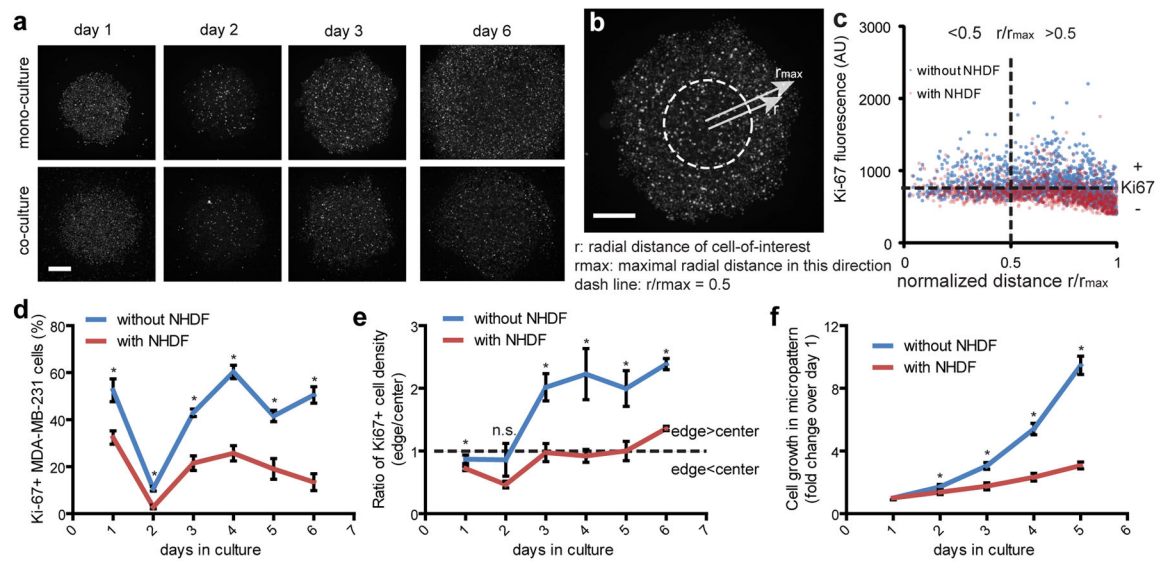 a
day 1
day 2
day 3
day 6
mono-culture
co-culture
b
rmax
r
r: radial distance of cell-of-interest
rmax: maximal radial distance in this direction
dash line: r/rmax = 0.5
c
<0.5 r/rmax >0.5
without NHDF
with NHDF
Ki-67 fluorescence (AU)
3000
2000
1000
0
+
Ki67
-
0
0.5
1
normalized distance r/rmax
d
without NHDF
with NHDF
Ki-67+ MDA-MB-231 cells (%)
80
60
40
20
0
* * * * * *
0 1 2 3 4 5 6 7
days in culture
e
without NHDF
with NHDF
Ratio of Ki67+ cell density
(edge/center)
3
2
1
0
* n.s. * * * *
edge>center
edge<center
0 1 2 3 4 5 6 7
days in culture
f
without NHDF
with NHDF
Cell growth in micropattern
(fold change over day 1)
12
8
4
0
* * * *
0 1 2 3 4 5 6
days in culture